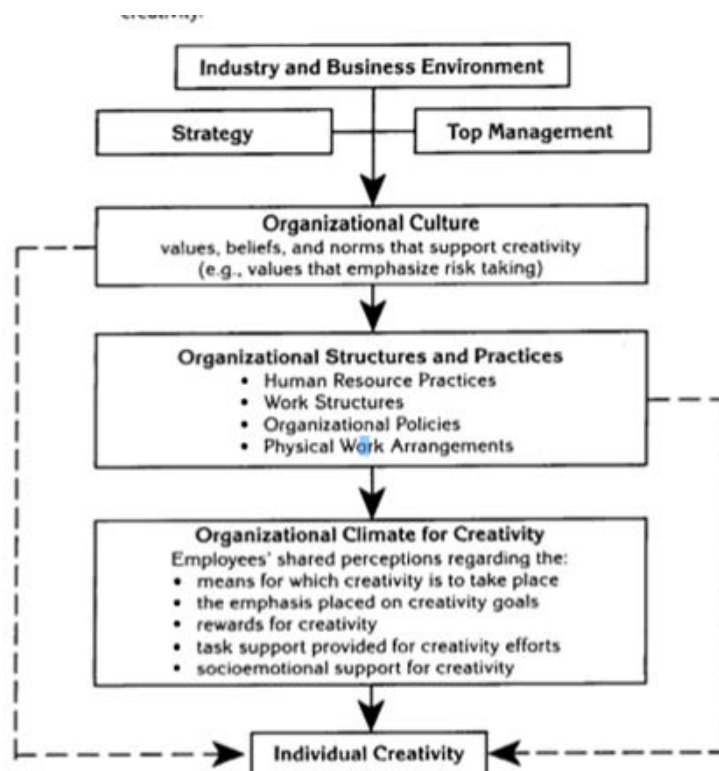 creativity.
Industry and Business Environment
Strategy
Top Management
Organizational Culture
values, beliefs, and norms that support creativity
(e.g., values that emphasize risk taking)
Organizational Structures and Practices
• Human Resource Practices
• Work Structures
• Organizational Policies
• Physical Work Arrangements
Organizational Climate for Creativity
Employees' shared perceptions regarding the:
• means for which creativity is to take place
• the emphasis placed on creativity goals
• rewards for creativity
• task support provided for creativity efforts
• socioemotional support for creativity
Individual Creativity